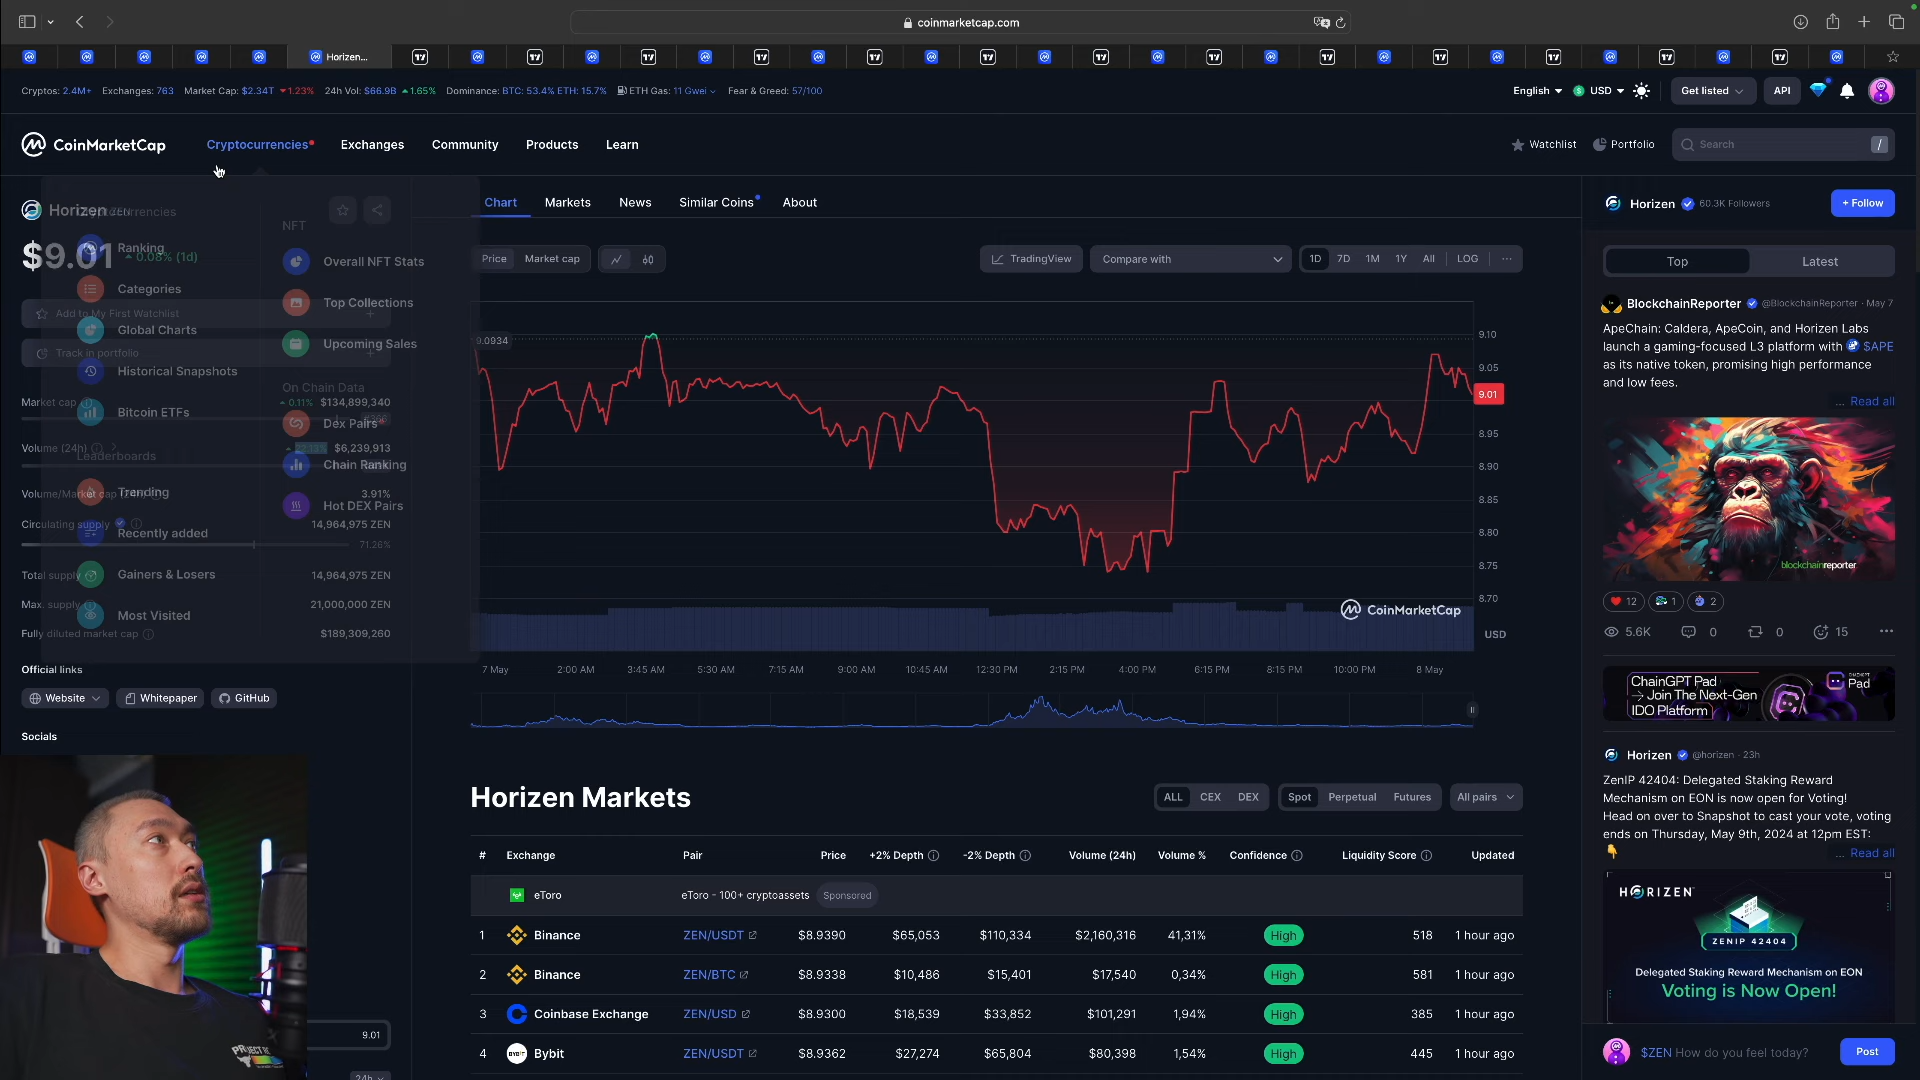 coinmarketcap.com
Horizen...
Cryptos: 2.4M+ Exchanges: 763 Market Cap: $2.34T 1.23% 24h Vol: $66.9B 1.65% Dominance: BTC: 53.4% ETH: 15.7% ETH Gas: 11 Gwei Fear & Greed: 57/100
English USD Get listed API
CoinMarketCap Cryptocurrencies Exchanges Community Products Learn
Watchlist Portfolio Search /
Horizen
$9.01 0.08% (1d)
Add to My First Watchlist
Track in portfolio
Market cap 0.11% $134,899,340
Volume (24h) $6,239,913
Volume/Market cap 3.91%
Circulating supply 14,964,975 ZEN
71.26%
Total supply 14,964,975 ZEN
Max. supply 21,000,000 ZEN
Fully diluted market cap $189,309,260
Official links
Website Whitepaper GitHub
Socials
9.01
24h
Ranking
Categories
Global Charts
Historical Snapshots
Bitcoin ETFs
Leaderboards
Trending
Recently added
Gainers & Losers
Most Visited
NFT
Overall NFT Stats
Top Collections
Upcoming Sales
On Chain Data
Dex Pairs
Chain Ranking
Hot DEX Pairs
Chart Markets News Similar Coins About
Price Market cap
TradingView Compare with 1D 7D 1M 1Y All LOG ...
9.0934
9.10
9.05
9.01
8.95
8.90
8.85
8.80
8.75
8.70
CoinMarketCap
USD
7 May 2:00 AM 3:45 AM 5:30 AM 7:15 AM 9:00 AM 10:45 AM 12:30 PM 2:15 PM 4:00 PM 6:15 PM 8:15 PM 10:00 PM 8 May
Horizen Markets
ALL CEX DEX Spot Perpetual Futures All pairs
# Exchange Pair Price +2% Depth -2% Depth Volume (24h) Volume % Confidence Liquidity Score Updated
eToro eToro - 100+ cryptoassets Sponsored
1 Binance ZEN/USDT $8.9390 $65,053 $110,334 $2,160,316 41,31% High 518 1 hour ago
2 Binance ZEN/BTC $8.9338 $10,486 $15,401 $17,540 0,34% High 581 1 hour ago
3 Coinbase Exchange ZEN/USD $8.9300 $18,539 $33,852 $101,291 1,94% High 385 1 hour ago
4 BYBIT Bybit ZEN/USDT $8.9362 $27,274 $65,804 $80,398 1,54% High 445 1 hour ago
Horizen 60.3K Followers + Follow
Top Latest
BlockchainReporter @BlockchainReporter · May 7
ApeChain: Caldera, ApeCoin, and Horizen Labs
launch a gaming-focused L3 platform with $APE
as its native token, promising high performance
and low fees.
... Read all
blockchainreporter
12 1 2
5.6K 0 0 15 ...
ChainGPT Pad
→ Join The Next-Gen
IDO Platform
Pad
Horizen @horizen · 23h
ZenIP 42404: Delegated Staking Reward
Mechanism on EON is now open for Voting!
Head on over to Snapshot to cast your vote, voting
ends on Thursday, May 9th, 2024 at 12pm EST:
... Read all
HORIZEN
ZENIP 42404
Delegated Staking Reward Mechanism on EON
Voting is Now Open!
$ZEN How do you feel today? Post